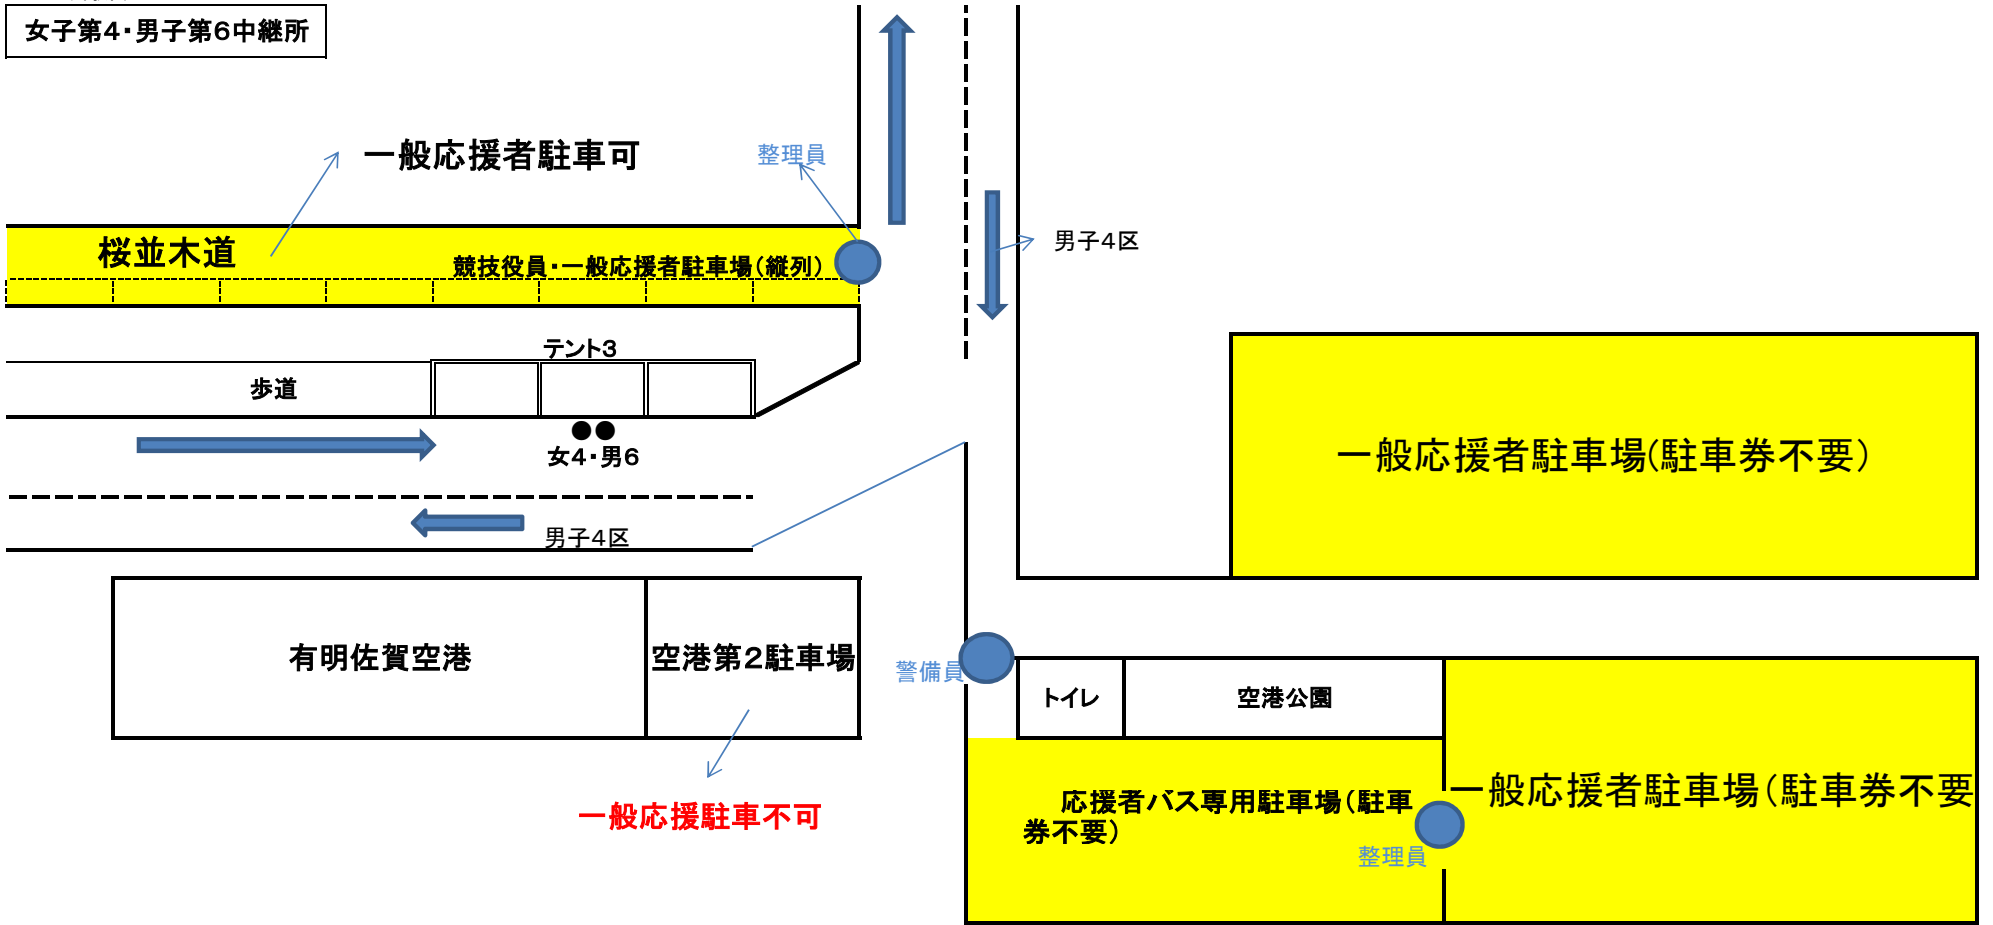 女子第4・男子第6中継所
一般応援者駐車可
整理員
桜並木道
競技役員・一般応援者駐車場(縦列)
男子4区
テント3
歩道
女4・男6
男子4区
一般応援者駐車場(駐車券不要)
有明佐賀空港
空港第2駐車場
警備員
トイレ
空港公園
一般応援駐車不可
応援者バス専用駐車場(駐車
券不要)
一般応援者駐車場(駐車券不要
整理員